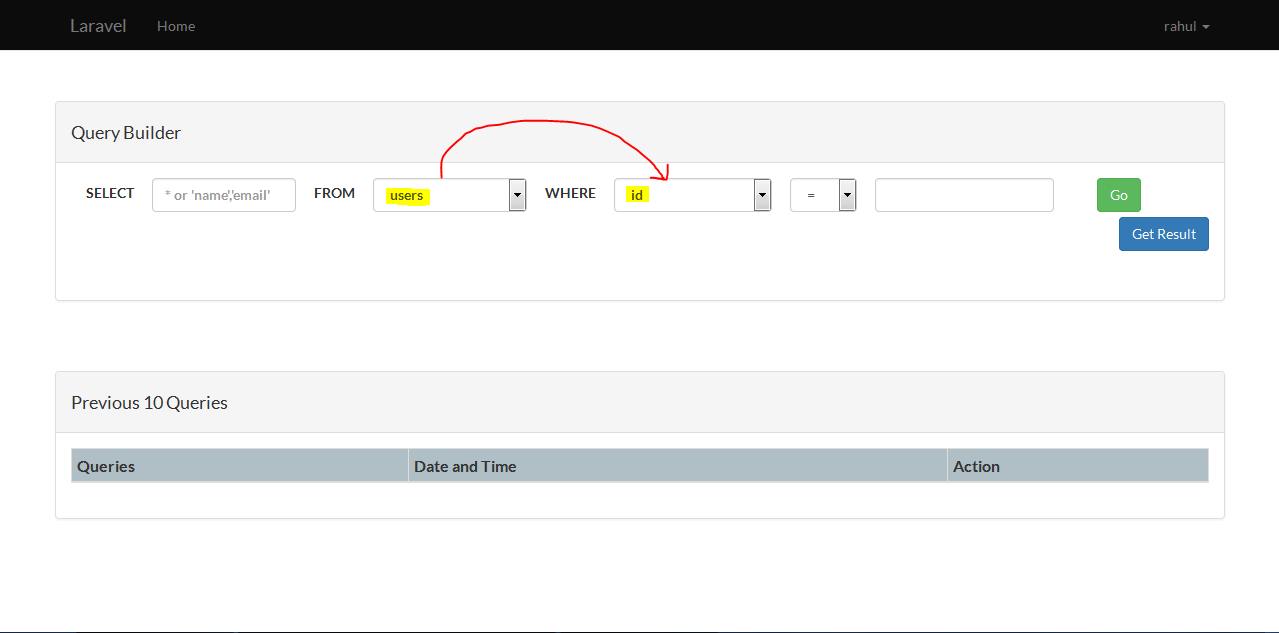 Laravel Home rahul
Query Builder
SELECT * or 'name','email' FROM users WHERE id = Go
Get Result
Previous 10 Queries
Queries Date and Time Action